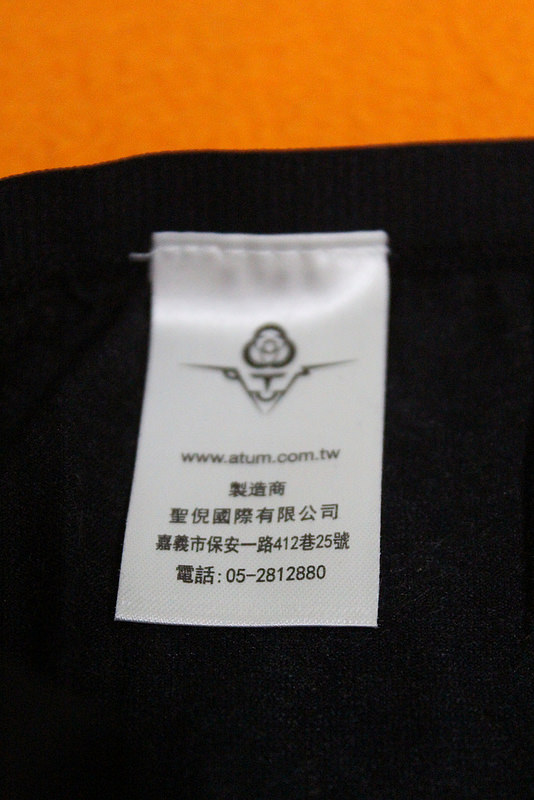 www.atum.com.tw
製造商
聖倪國際有限公司
嘉義市保安一路412巷25號
電話:05-2812880